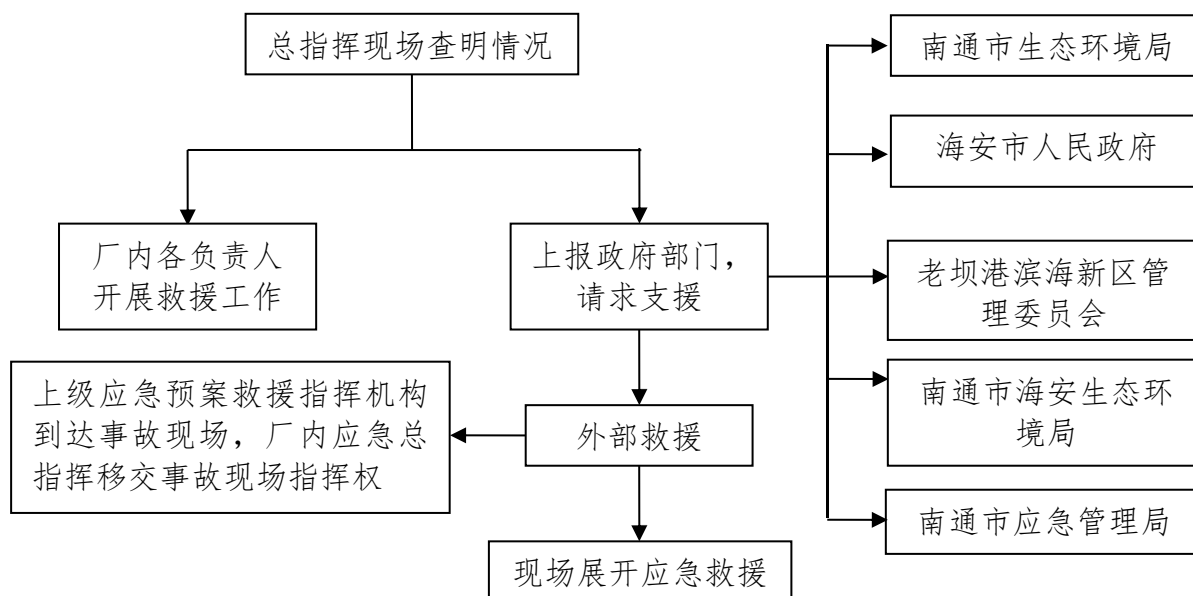 总指挥现场查明情况
南通市生态环境局
海安市人民政府
厂内各负责人
开展救援工作
上报政府部门，
请求支援
老坝港滨海新区管
理委员会
上级应急预案救援指挥机构
到达事故现场，厂内应急总
指挥移交事故现场指挥权
外部救援
南通市海安生态环
境局
南通市应急管理局
现场展开应急救援